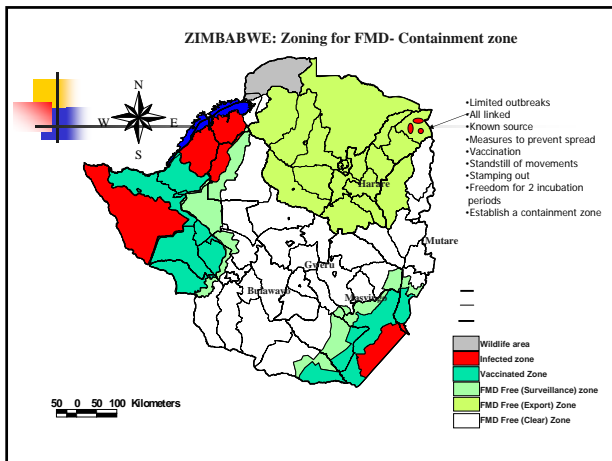 ZIMBABWE: Zoning for FMD- Containment zone
N
W E
S
•Limited outbreaks
•All linked
•Known source
•Measures to prevent spread
•Vaccination
•Standstill of movements
•Stamping out
•Freedom for 2 incubation
periods
•Establish a containment zone
Harare
Mutare
Gweru
Bulawayo
Masvingo
Wildlife area
Infected zone
Vaccinated Zone
FMD Free (Surveillance) zone
FMD Free (Export) Zone
FMD Free (Clear) Zone
50 0 50 100 Kilometers